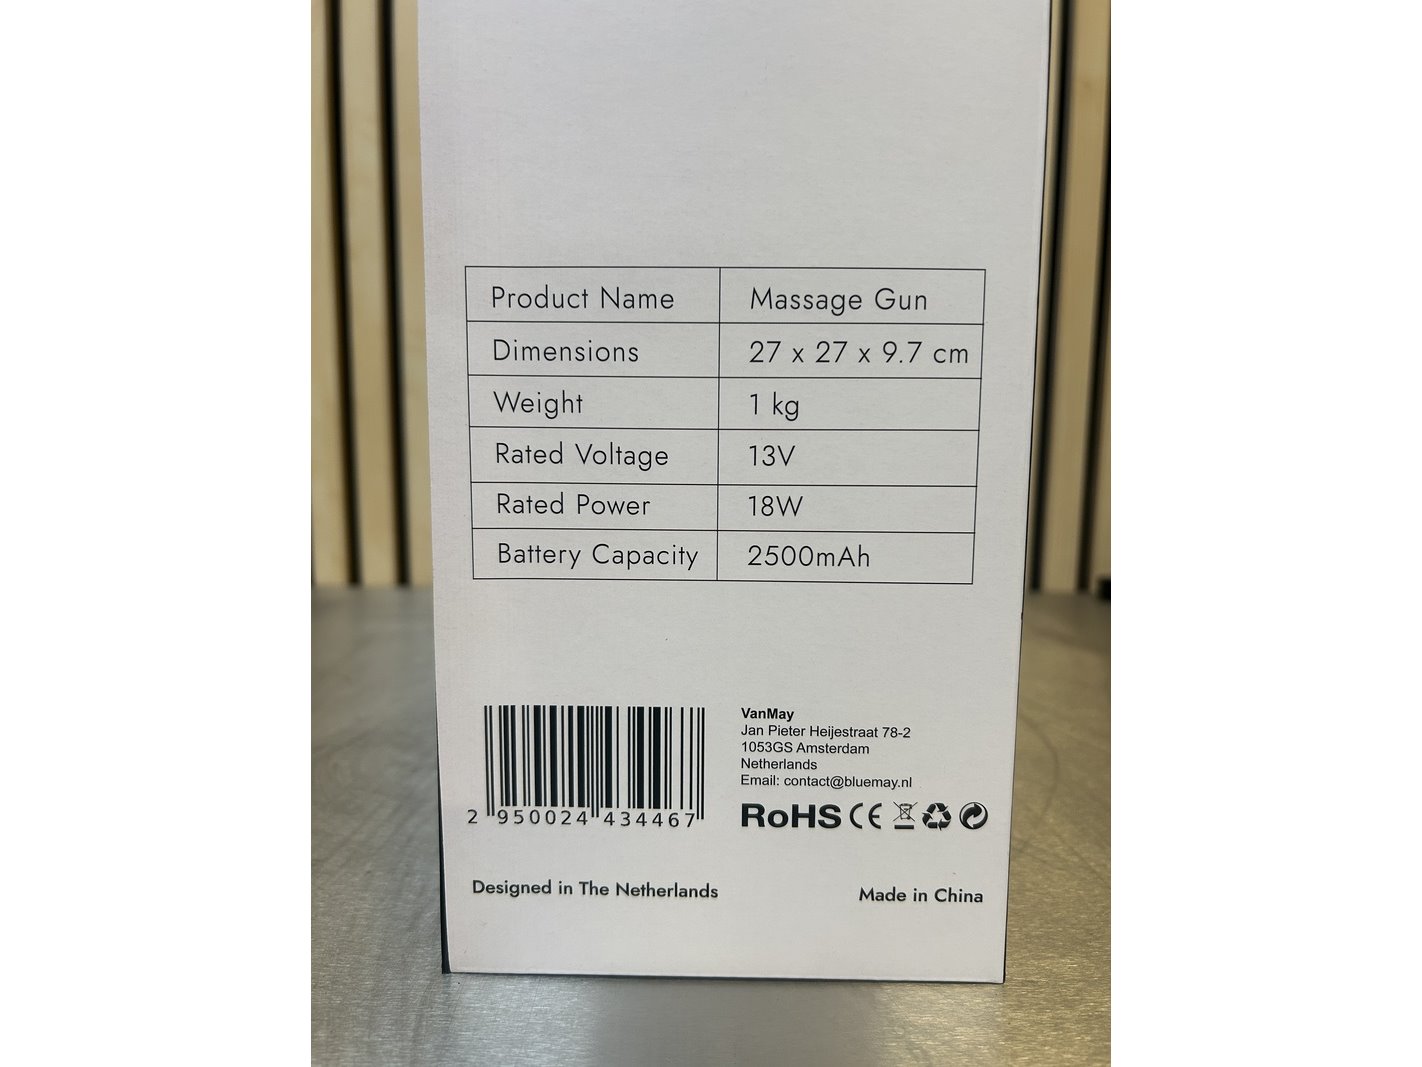 Product Name Massage Gun
Dimensions 27 x 27 x 9.7 cm
Weight 1 kg
Rated Voltage 13V
Rated Power 18W
Battery Capacity 2500mAh
2 950024 434467
VanMay
Jan Pieter Heijestraat 78-2
1053GS Amsterdam
Netherlands
Email: contact@bluemay.nl
RoHS CE
Designed in The Netherlands
Made in China